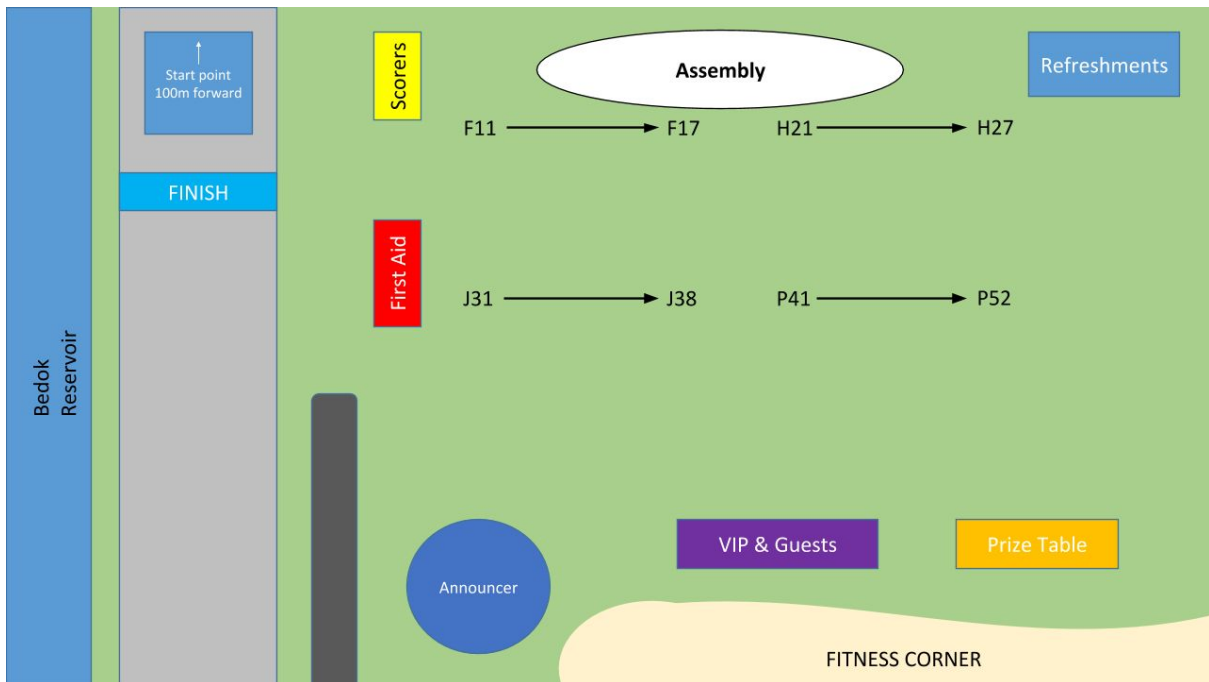 Start point
100m forward
Scorers
Assembly
Refreshments
F11 F17 H21 H27
FINISH
First Aid
J31 J38 P41 P52
Bedok
Reservoir
VIP & Guests
Prize Table
Announcer
FITNESS CORNER